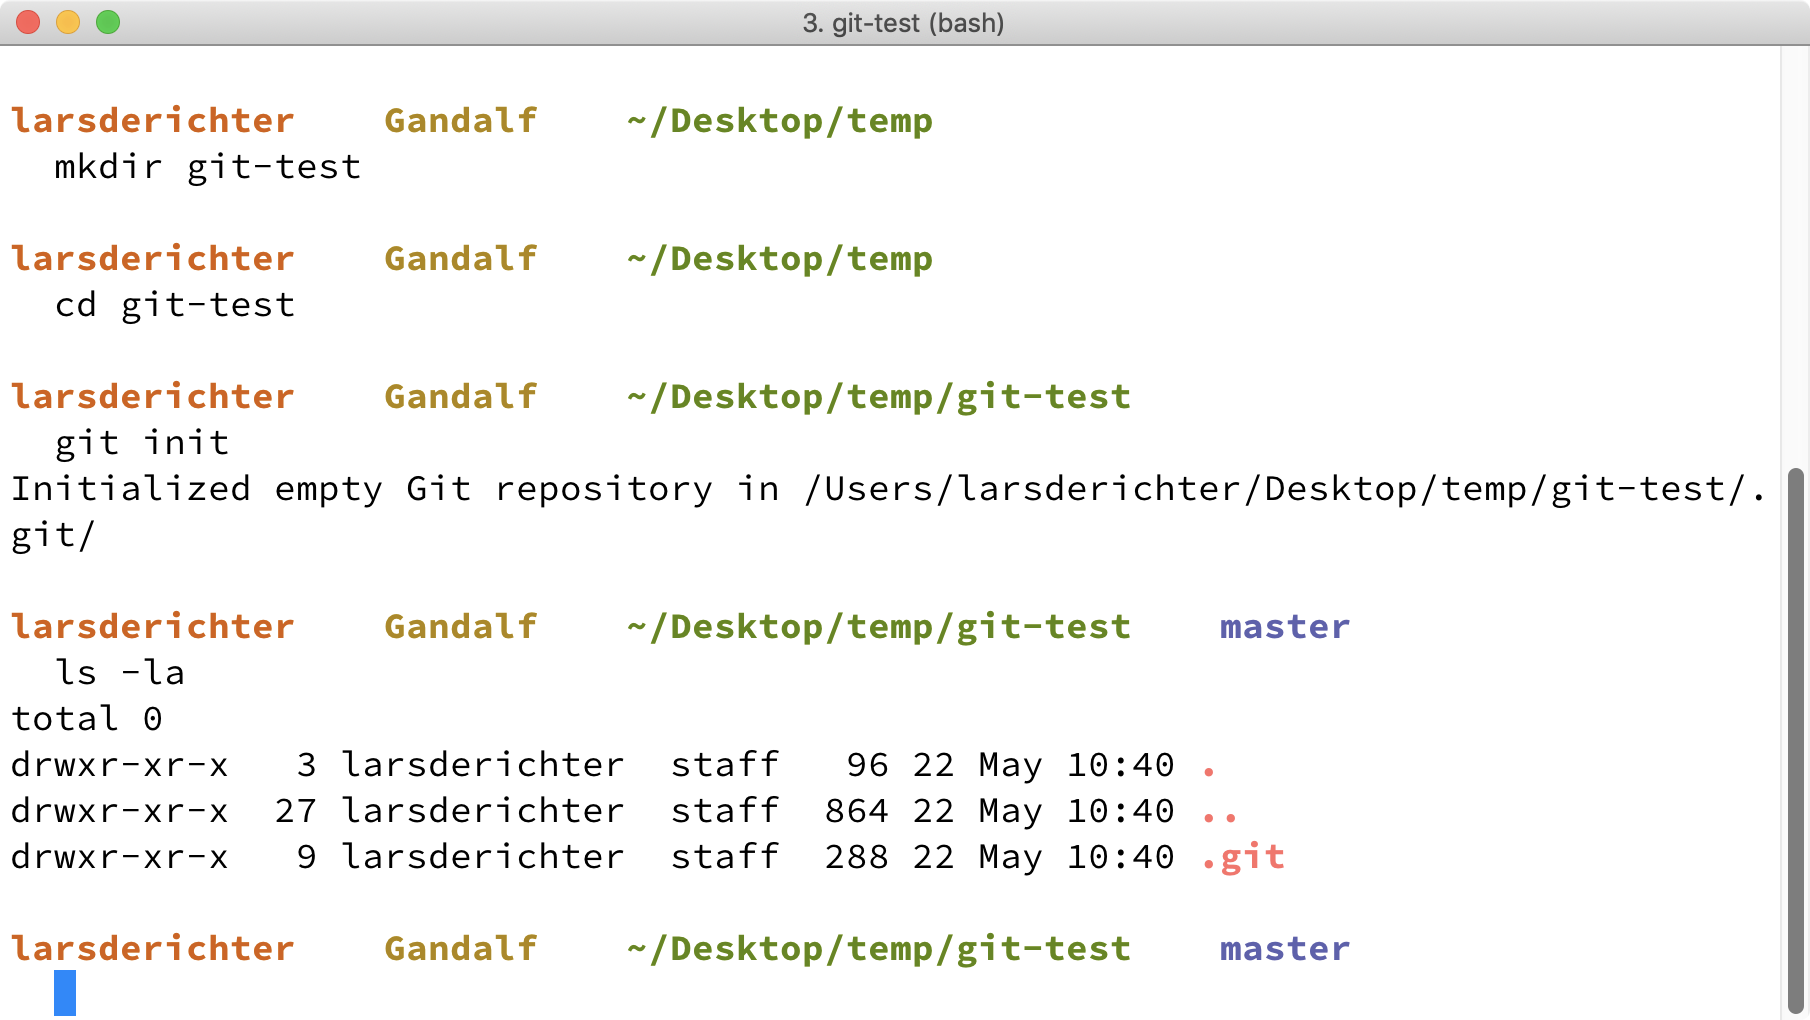 3. git-test (bash)
larsderichter Gandalf ~/Desktop/temp
mkdir git-test
larsderichter Gandalf ~/Desktop/temp
cd git-test
larsderichter Gandalf ~/Desktop/temp/git-test
git init
Initialized empty Git repository in /Users/larsderichter/Desktop/temp/git-test/.
git/
larsderichter Gandalf ~/Desktop/temp/git-test master
ls -la
total 0
drwxr-xr-x 3 larsderichter staff 96 22 May 10:40 .
drwxr-xr-x 27 larsderichter staff 864 22 May 10:40 ..
drwxr-xr-x 9 larsderichter staff 288 22 May 10:40 .git
larsderichter Gandalf ~/Desktop/temp/git-test master